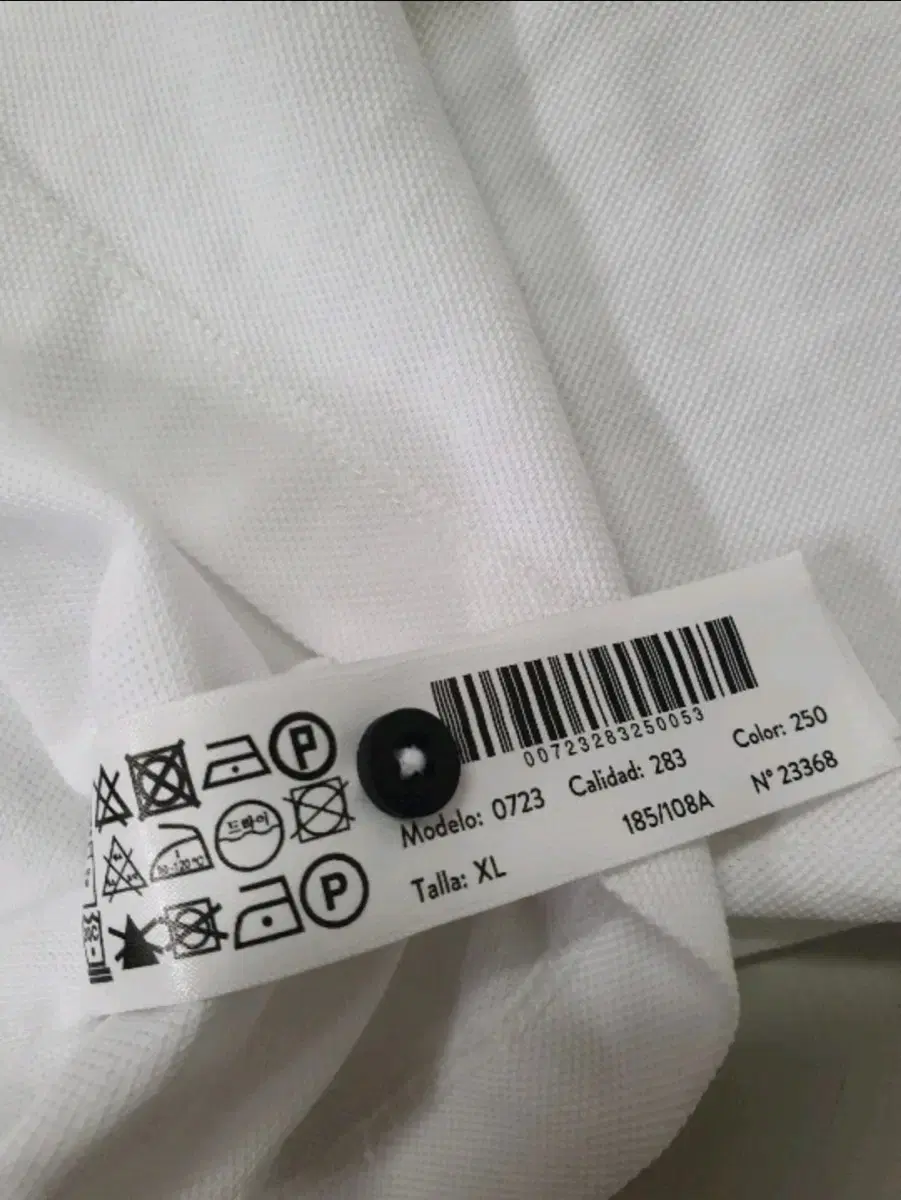 P
00723283250053
Modelo: 0723 Calidad: 283 Color: 250
드라이
185/108A Nº 23368
Talla: XL
P